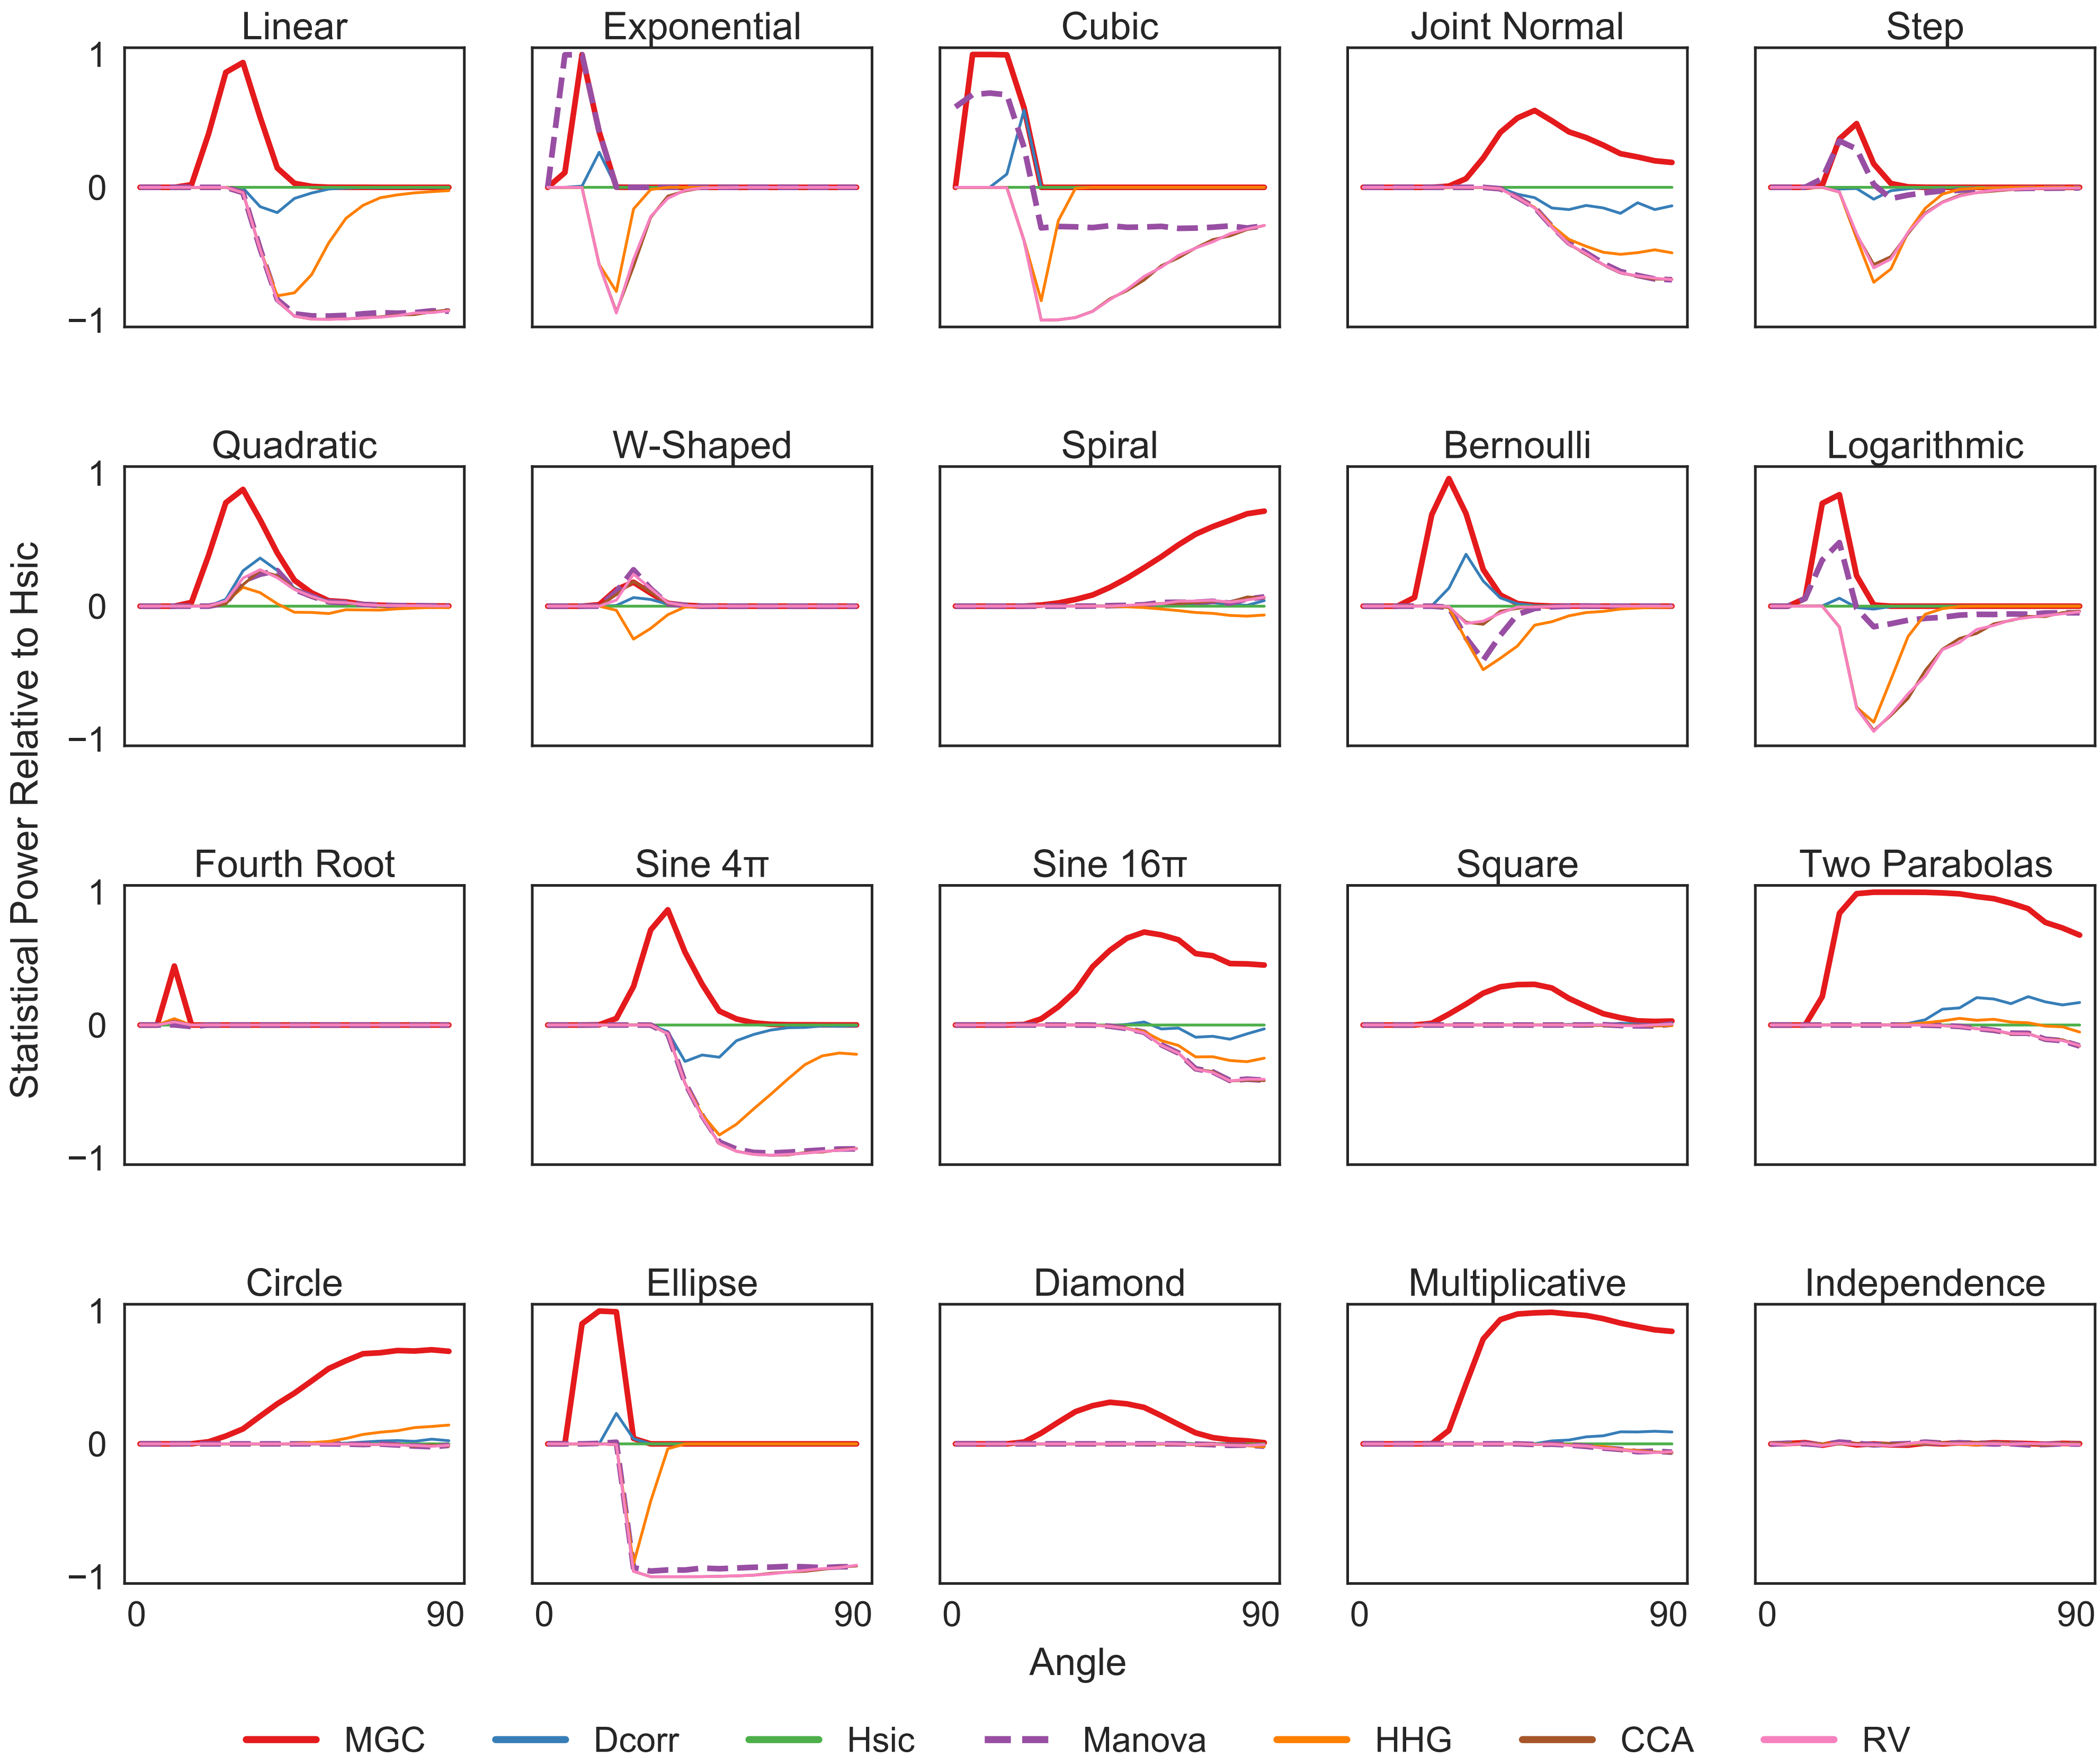 Linear Exponential Cubic Joint Normal Step
1
0
−1
Quadratic W-Shaped Spiral Bernoulli Logarithmic
1
0
−1
Statistical Power Relative to Hsic
Fourth Root Sine 4π Sine 16π Square Two Parabolas
1
0
−1
Circle Ellipse Diamond Multiplicative Independence
1
0
−1
0 90 0 90 0 90 0 90 0 90
Angle
MGC Dcorr Hsic Manova HHG CCA RV